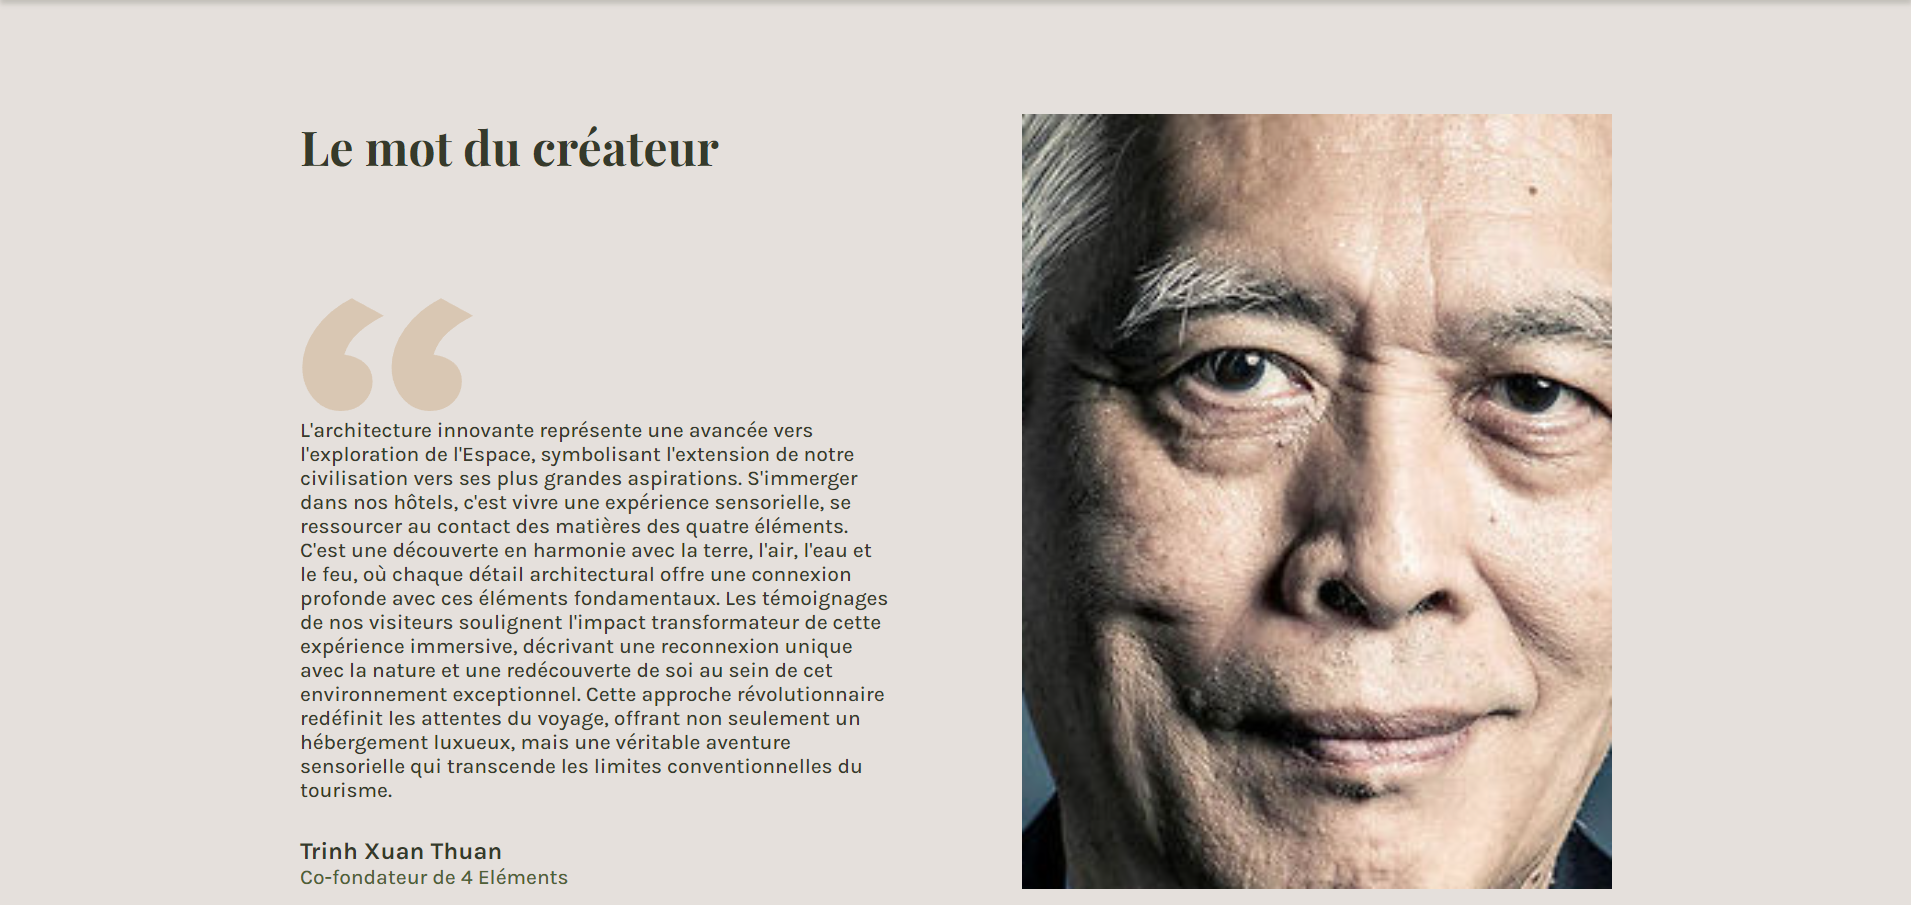 Le mot du créateur
“
L'architecture innovante représente une avancée vers
l'exploration de l'Espace, symbolisant l'extension de notre
civilisation vers ses plus grandes aspirations. S'immerger
dans nos hôtels, c'est vivre une expérience sensorielle, se
ressourcer au contact des matières des quatre éléments.
C'est une découverte en harmonie avec la terre, l'air, l'eau et
le feu, où chaque détail architectural offre une connexion
profonde avec ces éléments fondamentaux. Les témoignages
de nos visiteurs soulignent l'impact transformateur de cette
expérience immersive, décrivant une reconnexion unique
avec la nature et une redécouverte de soi au sein de cet
environnement exceptionnel. Cette approche révolutionnaire
redéfinit les attentes du voyage, offrant non seulement un
hébergement luxueux, mais une véritable aventure
sensorielle qui transcende les limites conventionnelles du
tourisme.
Trinh Xuan Thuan
Co-fondateur de 4 Eléments